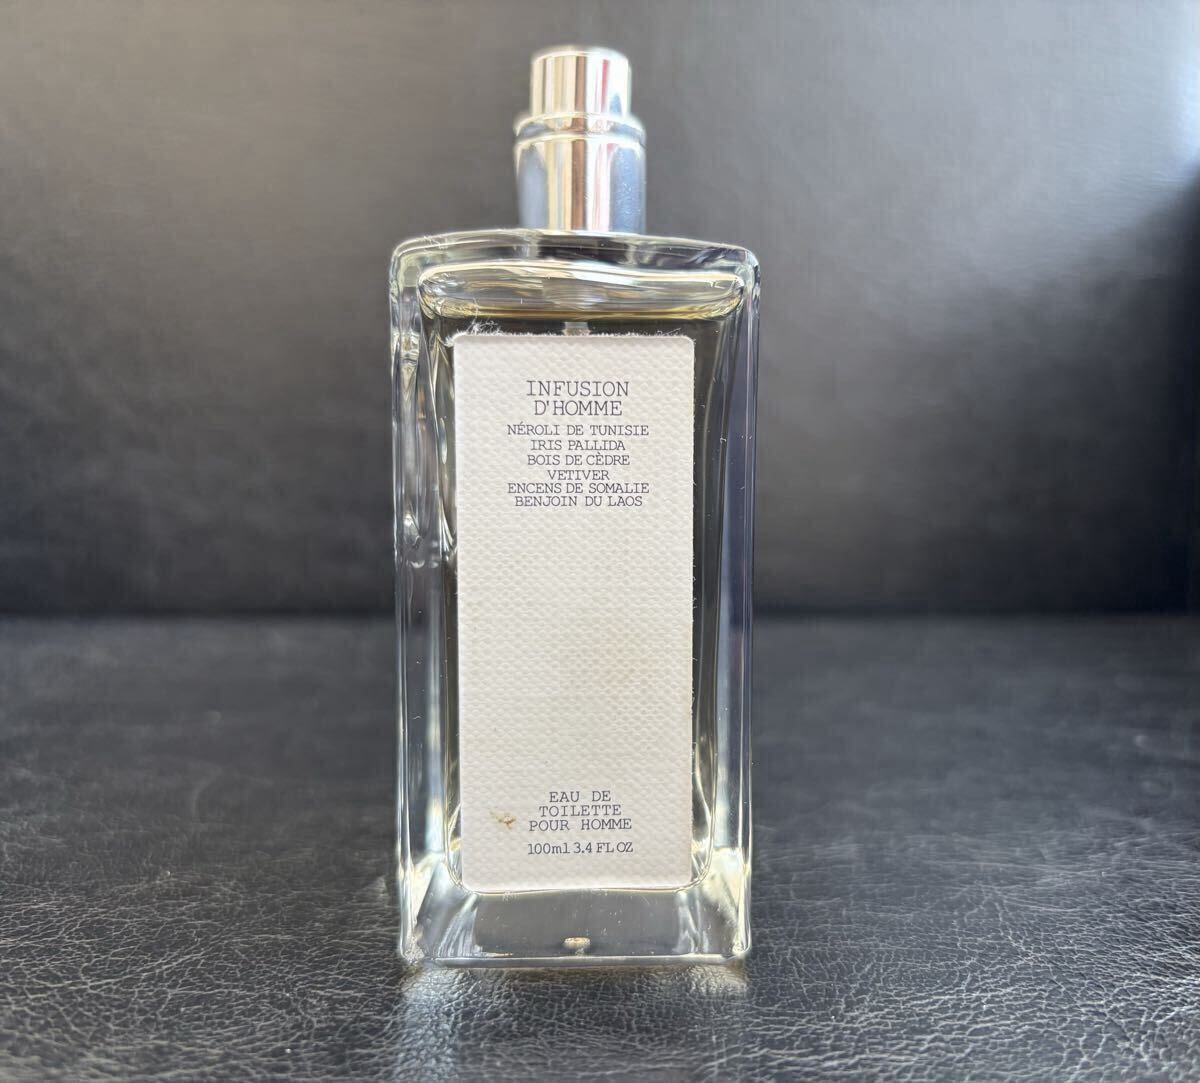 INFUSION
D'HOMME
NÉROLI DE TUNISIE
IRIS PALLIDA
BOIS DE CÈDRE
VETIVER
ENCENS DE SOMALIE
BENJOIN DU LAOS
EAU DE
TOILETTE
POUR HOMME
100ml 3.4 FL OZ